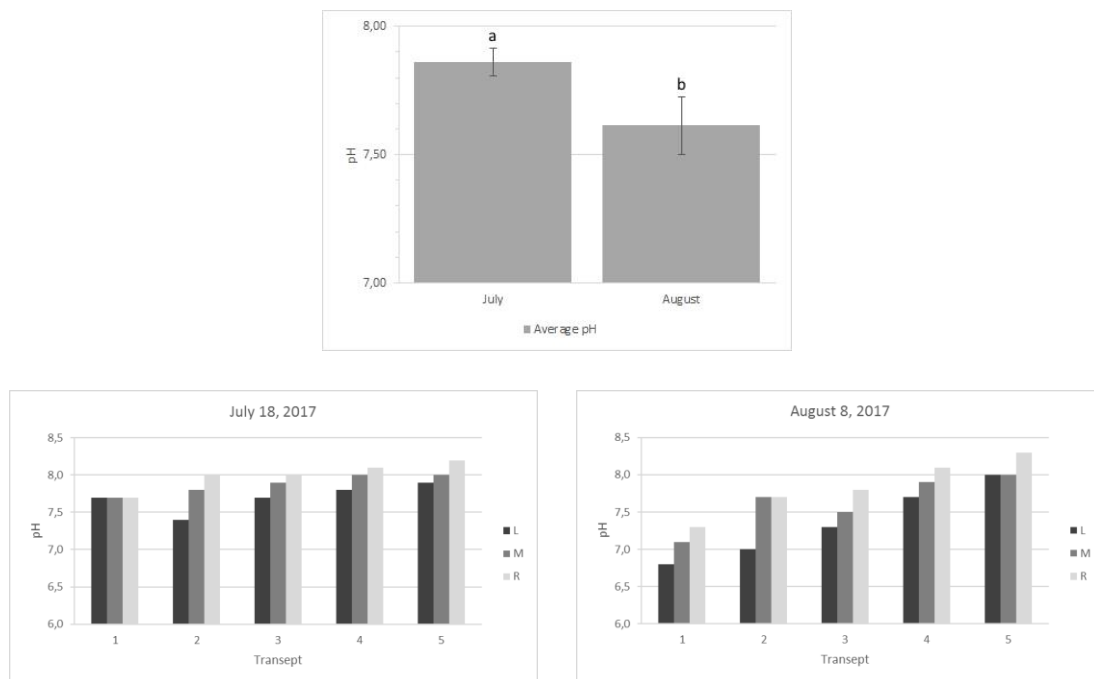 8,00
a
b
7,50
pH
7,00
July August
Average pH
July 18, 2017
8,5
8,0
7,5
7,0
6,5
6,0
pH
1 2 3 4 5
Transept
L
M
R
August 8, 2017
8,5
8,0
7,5
7,0
6,5
6,0
pH
1 2 3 4 5
Transept
L
M
R